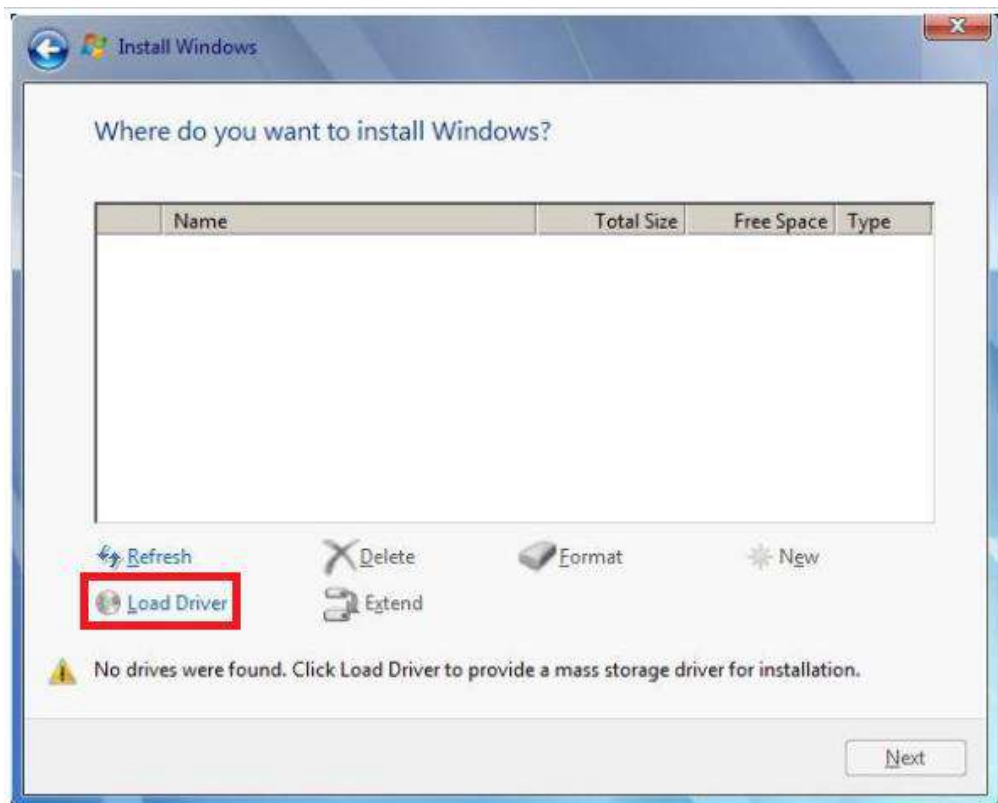 Install Windows
Where do you want to install Windows?
Name Total Size Free Space Type
Refresh Delete Format New
Load Driver Extend
No drives were found. Click Load Driver to provide a mass storage driver for installation.
Next